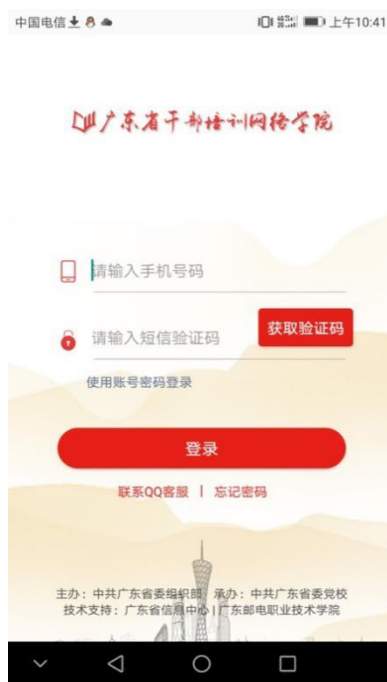 中国电信 上午10:41
广东省干部培训网络学院
请输入手机号码
请输入短信验证码 获取验证码
使用账号密码登录
登录
联系QQ客服 | 忘记密码
主办：中共广东省委组织部 承办：中共广东省委党校
技术支持：广东省信息中心 | 广东邮电职业技术学院